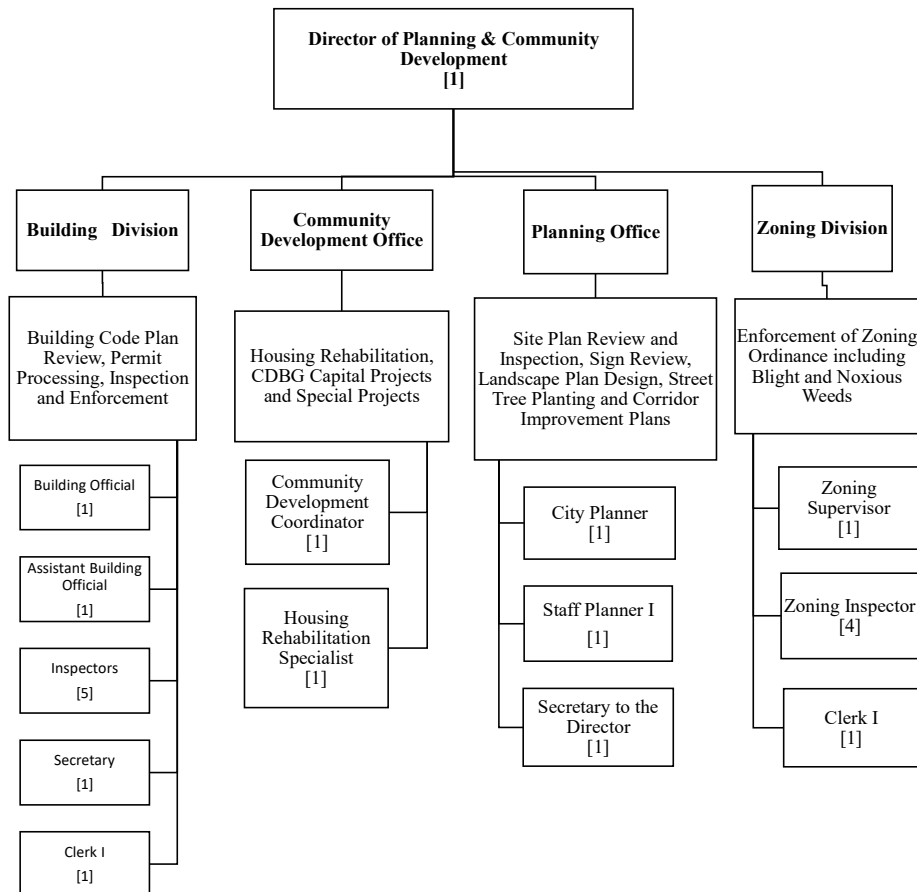 Director of Planning & Community
Development
[1]
Building Division
Community
Development Office
Planning Office
Zoning Division
Building Code Plan
Review, Permit
Processing, Inspection
and Enforcement
Housing Rehabilitation,
CDBG Capital Projects
and Special Projects
Site Plan Review and
Inspection, Sign Review,
Landscape Plan Design, Street
Tree Planting and Corridor
Improvement Plans
Enforcement of Zoning
Ordinance including
Blight and Noxious
Weeds
Building Official
[1]
Assistant Building
Official
[1]
Inspectors
[5]
Secretary
[1]
Clerk I
[1]
Community
Development
Coordinator
[1]
Housing
Rehabilitation
Specialist
[1]
City Planner
[1]
Staff Planner I
[1]
Secretary to the
Director
[1]
Zoning
Supervisor
[1]
Zoning Inspector
[4]
Clerk I
[1]